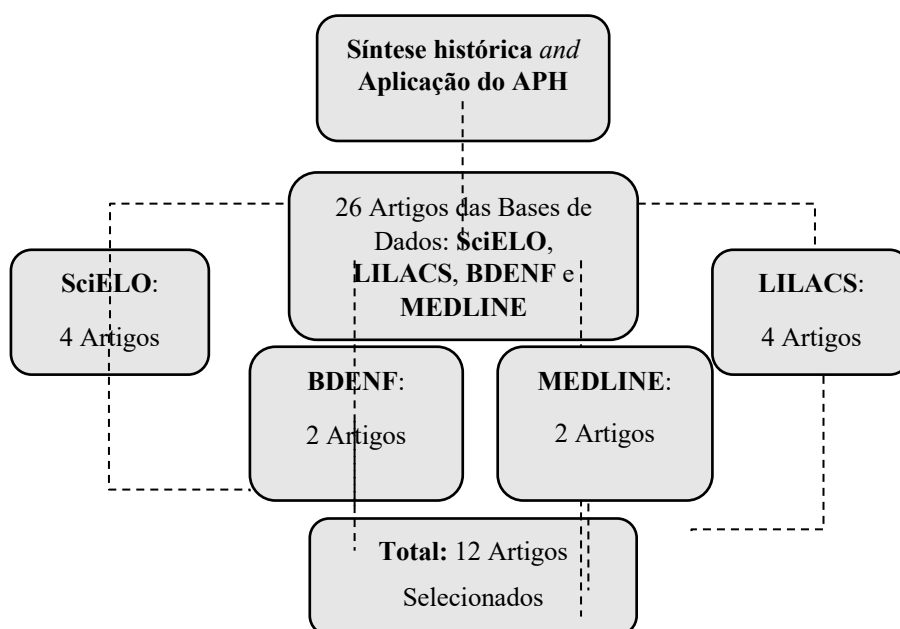 Síntese histórica and
Aplicação do APH
26 Artigos das Bases de
Dados: SciELO,
LILACS, BDENF e
MEDLINE
SciELO:
4 Artigos
LILACS:
4 Artigos
BDENF:
2 Artigos
MEDLINE:
2 Artigos
Total: 12 Artigos
Selecionados